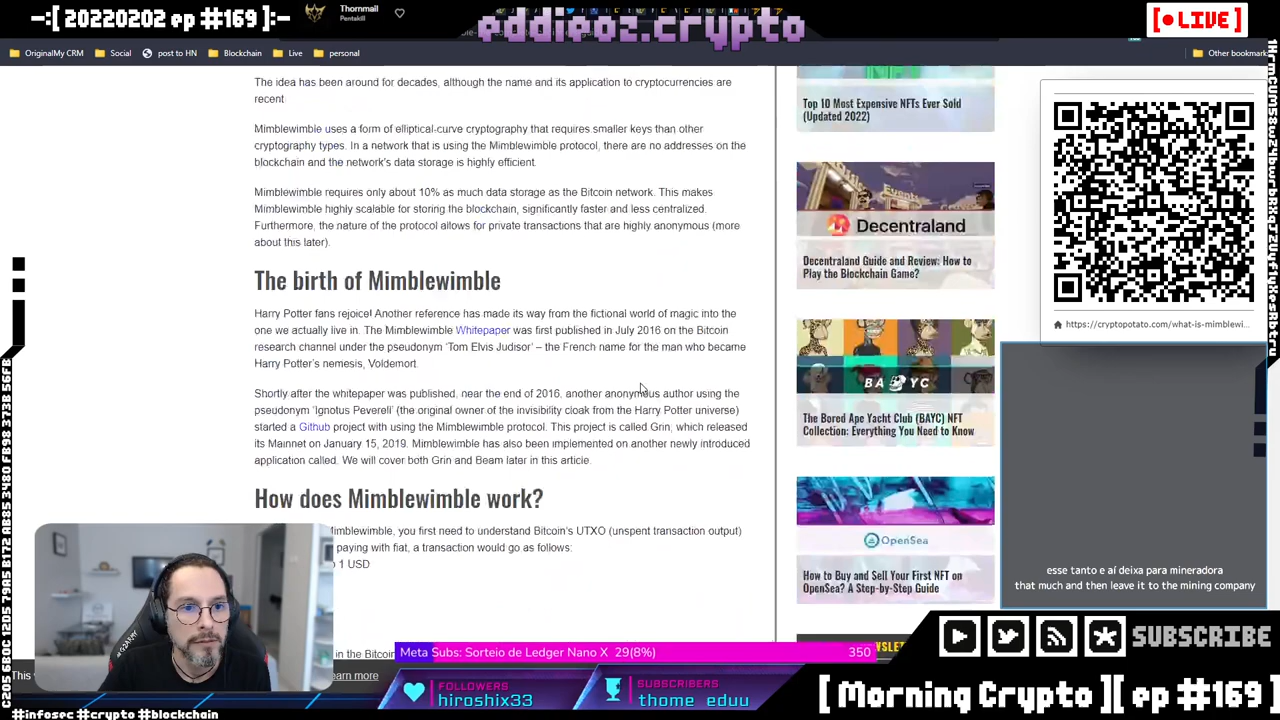 -:[ 20220202 ep #169 ]:-
Thornmall
Pentakill
eddieoz.crypto
[ LIVE ]
OriginalMy CRM
Social
post to HN
Blockchain
Live
personal
Other bookmark
The idea has been around for decades, although the name and its application to cryptocurrencies are
recent
Mimblewimble uses a form of elliptical-curve cryptography that requires smaller keys than other
cryptography types. In a network that is using the Mimblewimble protocol, there are no addresses on the
blockchain and the network's data storage is highly efficient.
Mimblewimble requires only about 10% as much data storage as the Bitcoin network. This makes
Mimblewimble highly scalable for storing the blockchain, significantly faster and less centralized.
Furthermore, the nature of the protocol allows for private transactions that are highly anonymous (more
about this later).
The birth of Mimblewimble
Harry Potter fans rejoice! Another reference has made its way from the fictional world of magic into the
one we actually live in. The Mimblewimble Whitepaper was first published in July 2016 on the Bitcoin
research channel under the pseudonym 'Tom Elvis Judisor' – the French name for the man who became
Harry Potter's nemesis, Voldemort.
Shortly after the whitepaper was published, near the end of 2016, another anonymous author using the
pseudonym 'Ignotus Peverell' (the original owner of the invisibility cloak from the Harry Potter universe)
started a Github project with using the Mimblewimble protocol. This project is called Grin, which released
its Mainnet on January 15, 2019. Mimblewimble has also been implemented on another newly introduced
application called. We will cover both Grin and Beam later in this article.
How does Mimblewimble work?
imblewimble, you first need to understand Bitcoin's UTXO (unspent transaction output)
paying with fiat, a transaction would go as follows:
1 USD
in the Bitcoin
earn more
This
Top 10 Most Expensive NFTs Ever Sold
(Updated 2022)
Decentraland
Decentraland Guide and Review: How to
Play the Blockchain Game?
BAYC
The Bored Ape Yacht Club (BAYC) NFT
Collection: Everything You Need to Know
OpenSea
How to Buy and Sell Your First NFT on
OpenSea? A Step-by-Step Guide
https://cryptopotato.com/what-is-mimblewi...
esse tanto e aí deixa para mineradora
that much and then leave it to the mining company
Meta Subs: Sorteio de Ledger Nano X 29(8%) 350
FOLLOWERS
hiroshix33
SUBSCRIBERS
thome_eduu
SUBSCRIBE
[ Morning Crypto ][ ep #169 ]
#infosec #crypto #blockchain